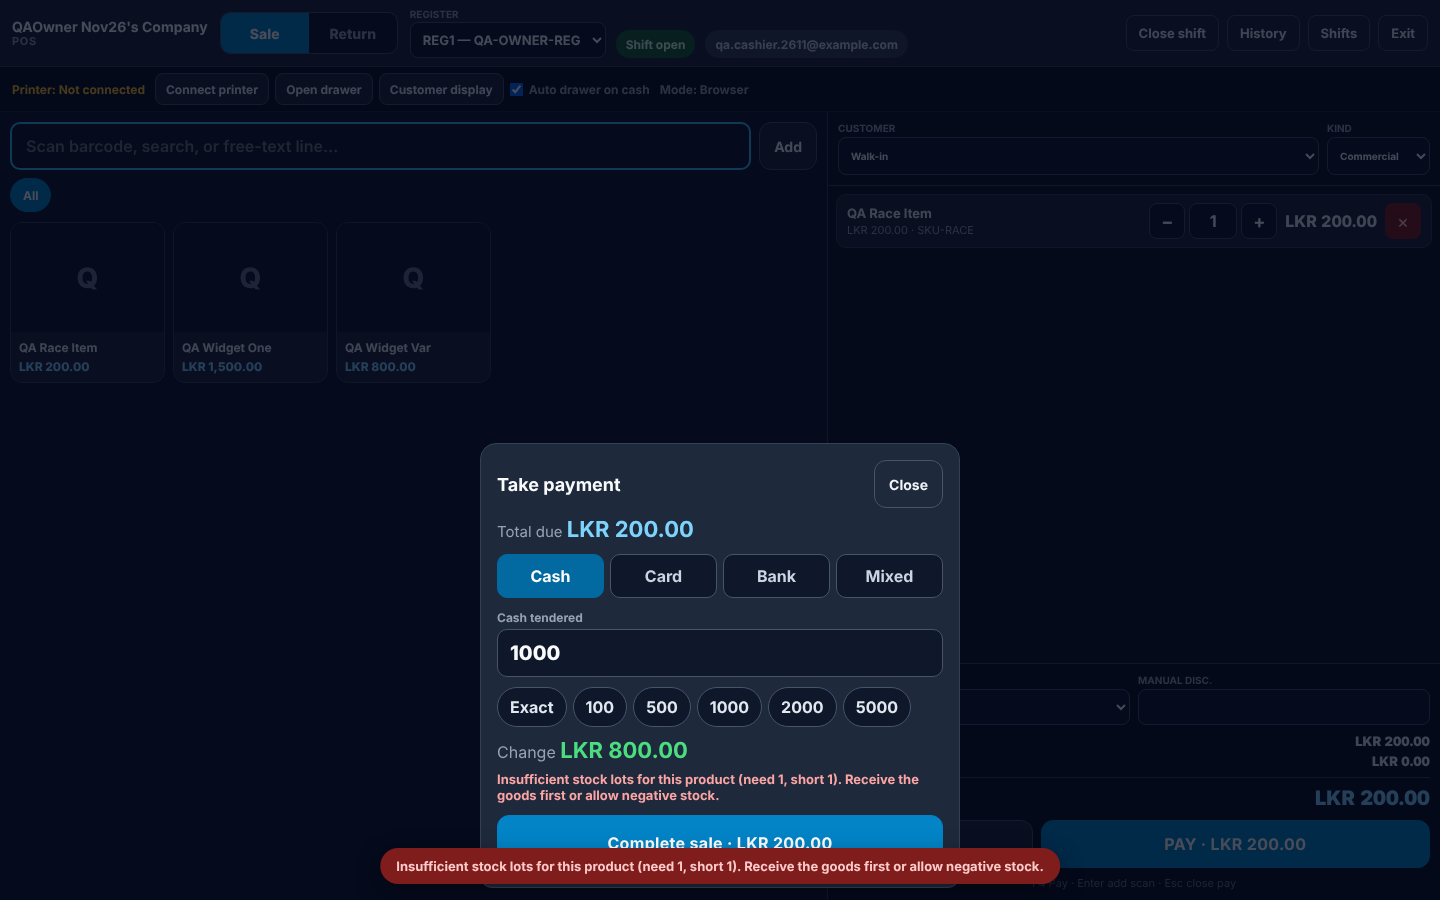 QAOwner Nov26's Company
POS
Sale
Return
REGISTER
REG1 — QA-OWNER-REG
Shift open
qa.cashier.2611@example.com
Close shift
History
Shifts
Exit
Printer: Not connected
Connect printer
Open drawer
Customer display
Auto drawer on cash
Mode: Browser
Scan barcode, search, or free-text line...
Add
All
Q
QA Race Item
LKR 200.00
Q
QA Widget One
LKR 1,500.00
Q
QA Widget Var
LKR 800.00
CUSTOMER
Walk-in
KIND
Commercial
QA Race Item
LKR 200.00 · SKU-RACE
−
1
+
LKR 200.00
×
Take payment
Close
Total due LKR 200.00
Cash
Card
Bank
Mixed
Cash tendered
1000
Exact
100
500
1000
2000
5000
Change LKR 800.00
Insufficient stock lots for this product (need 1, short 1). Receive the
goods first or allow negative stock.
Complete sale · LKR 200.00
Insufficient stock lots for this product (need 1, short 1). Receive the goods first or allow negative stock.
MANUAL DISC.
LKR 200.00
LKR 0.00
LKR 200.00
PAY · LKR 200.00
Pay · Enter add scan · Esc close pay